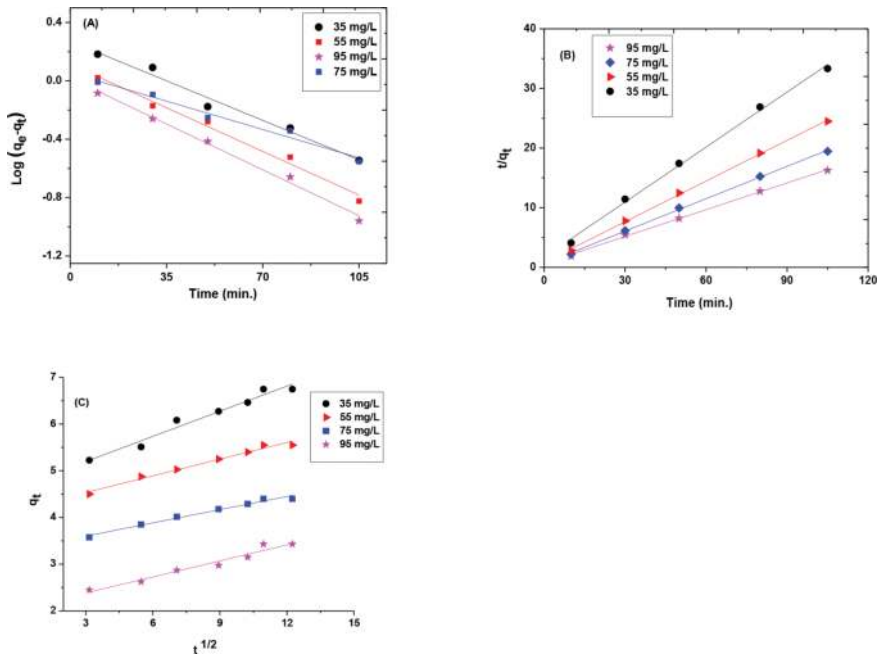 (A)
35 mg/L
55 mg/L
95 mg/L
75 mg/L
0.4
0.0
-0.4
-0.8
-1.2
Log (qe-qt)
0
35
70
105
Time (min.)
(B)
95 mg/L
75 mg/L
55 mg/L
35 mg/L
40
30
20
10
0
t/qt
0
30
60
90
120
Time (min.)
(C)
35 mg/L
55 mg/L
75 mg/L
95 mg/L
7
6
5
4
3
2
qt
3
6
9
12
15
t 1/2